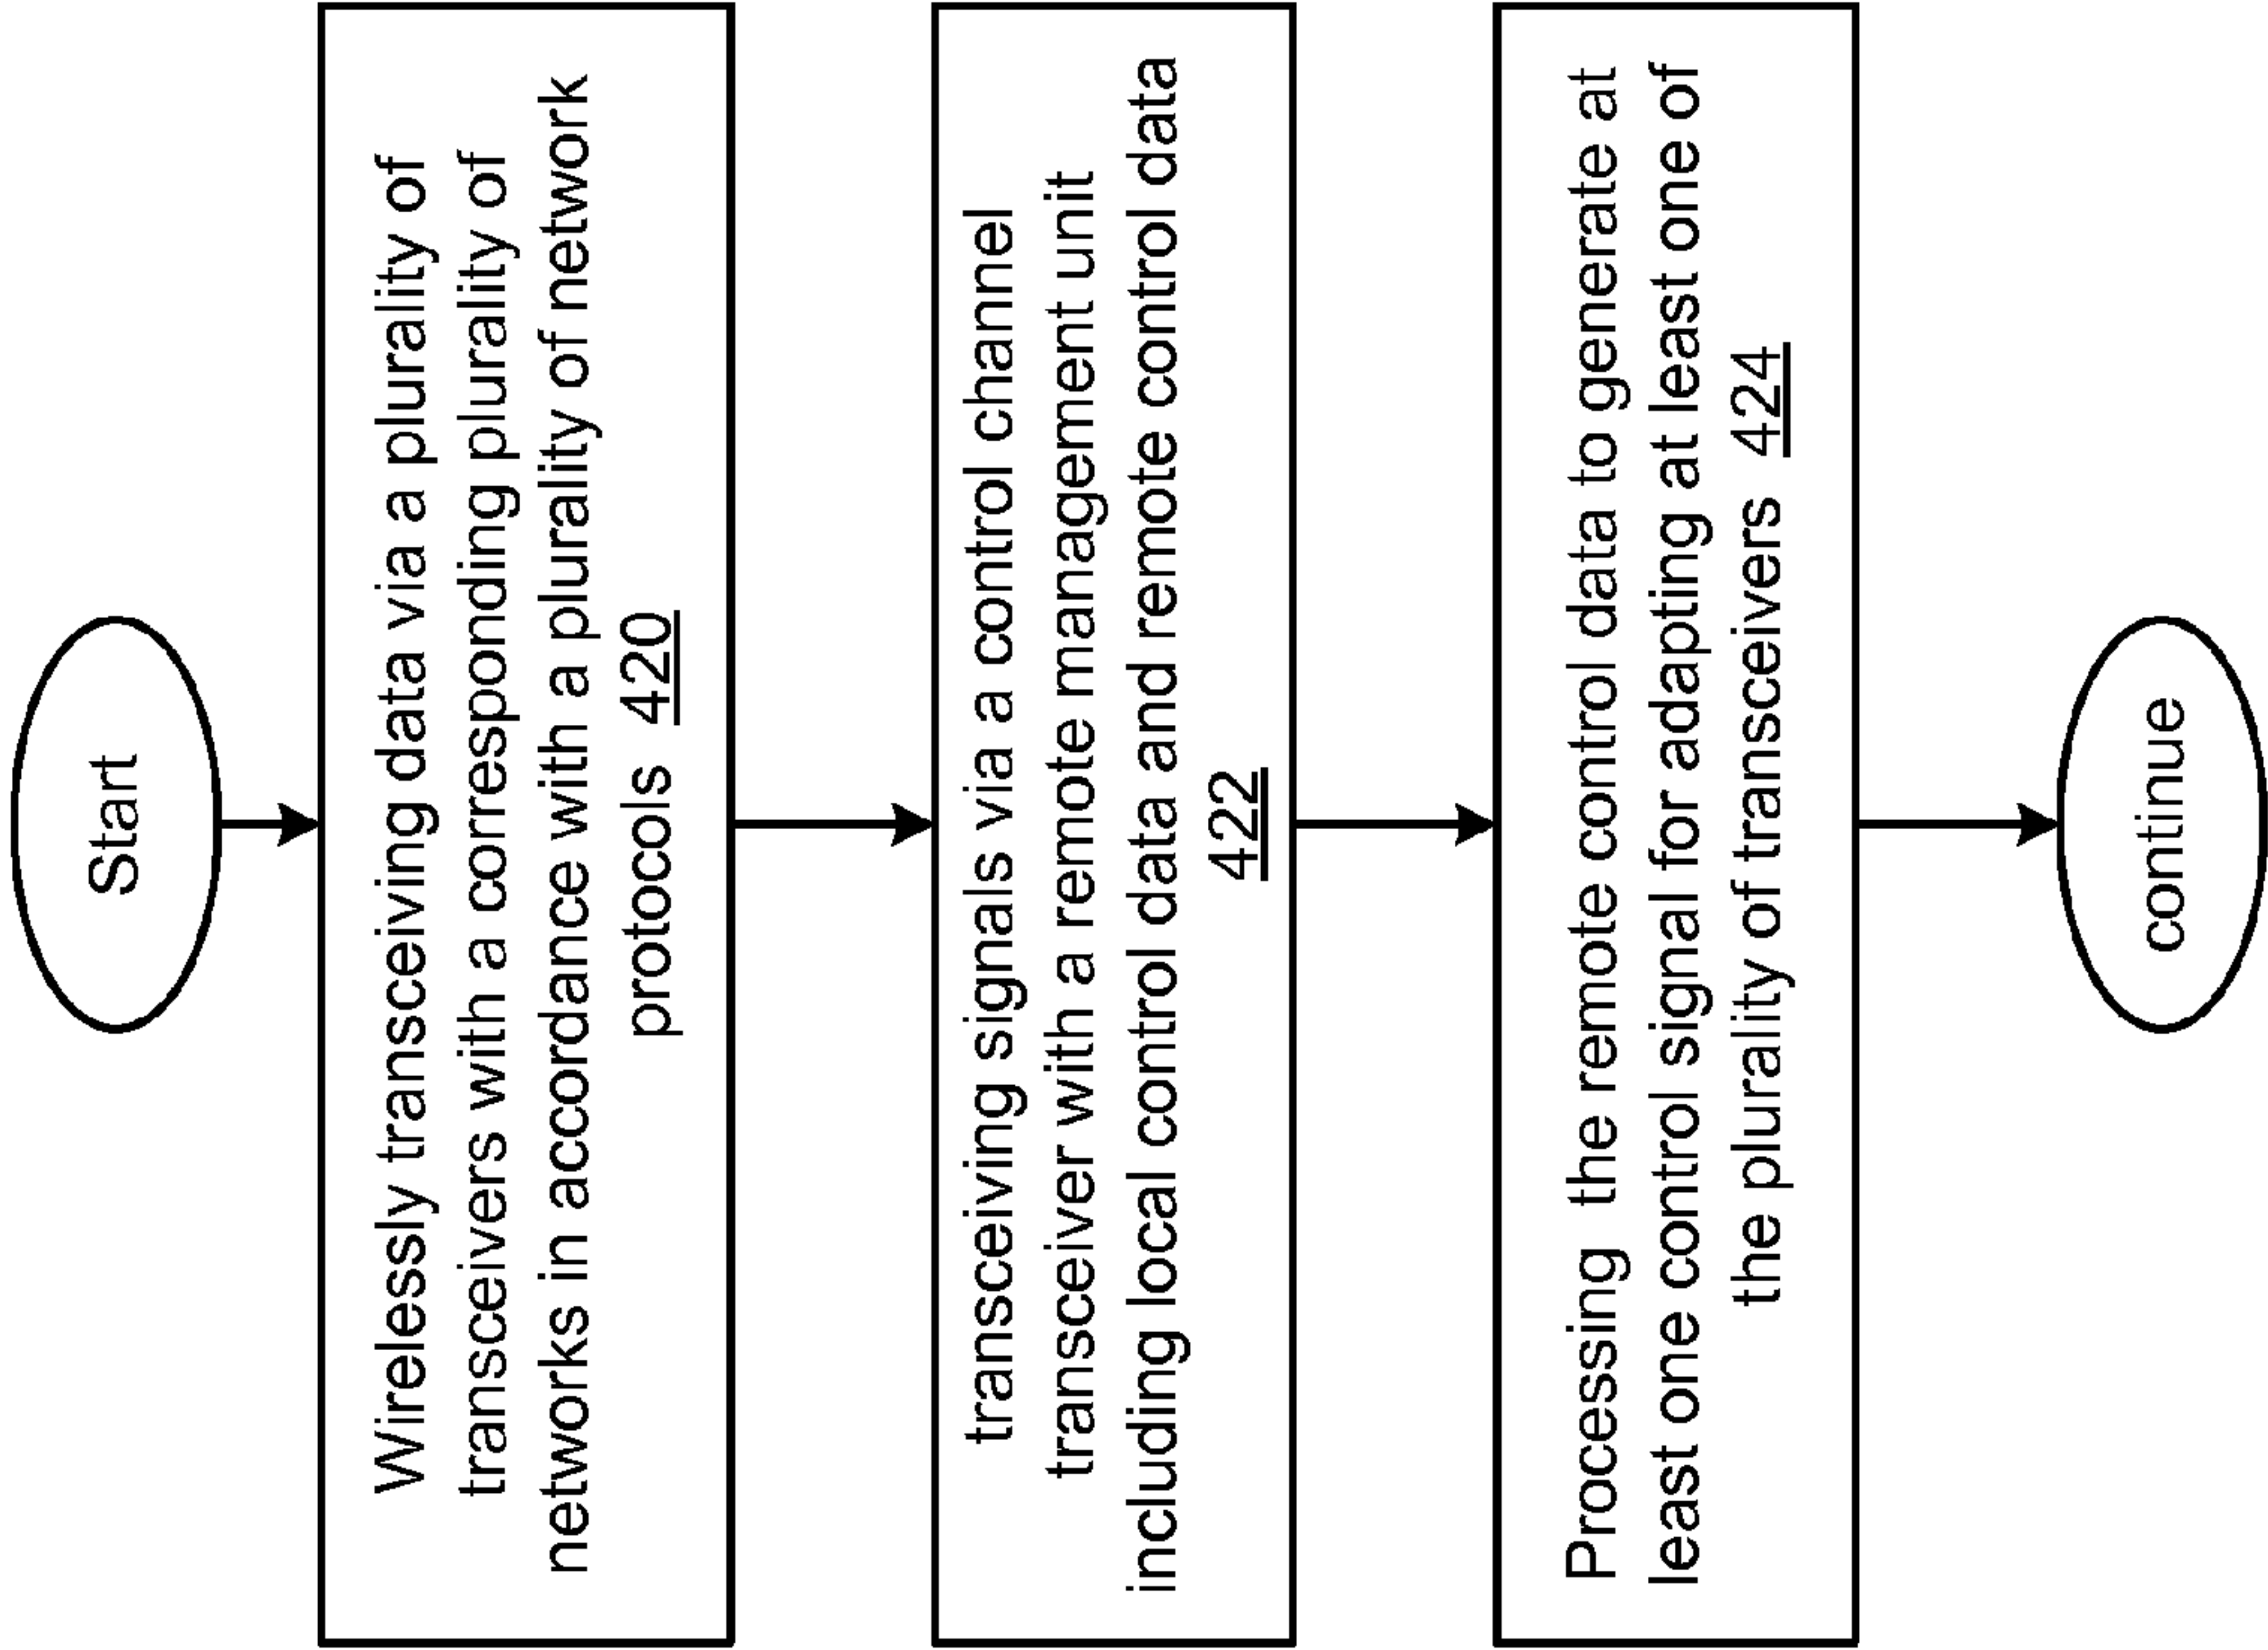 Start
Wirelessly transceiving data via a plurality of
transceivers with a corresponding plurality of
networks in accordance with a plurality of network
protocols 420
transceiving signals via a control channel
transceiver with a remote management unit
including local control data and remote control data
422
Processing the remote control data to generate at
least one control signal for adapting at least one of
the plurality of transceivers 424
continue